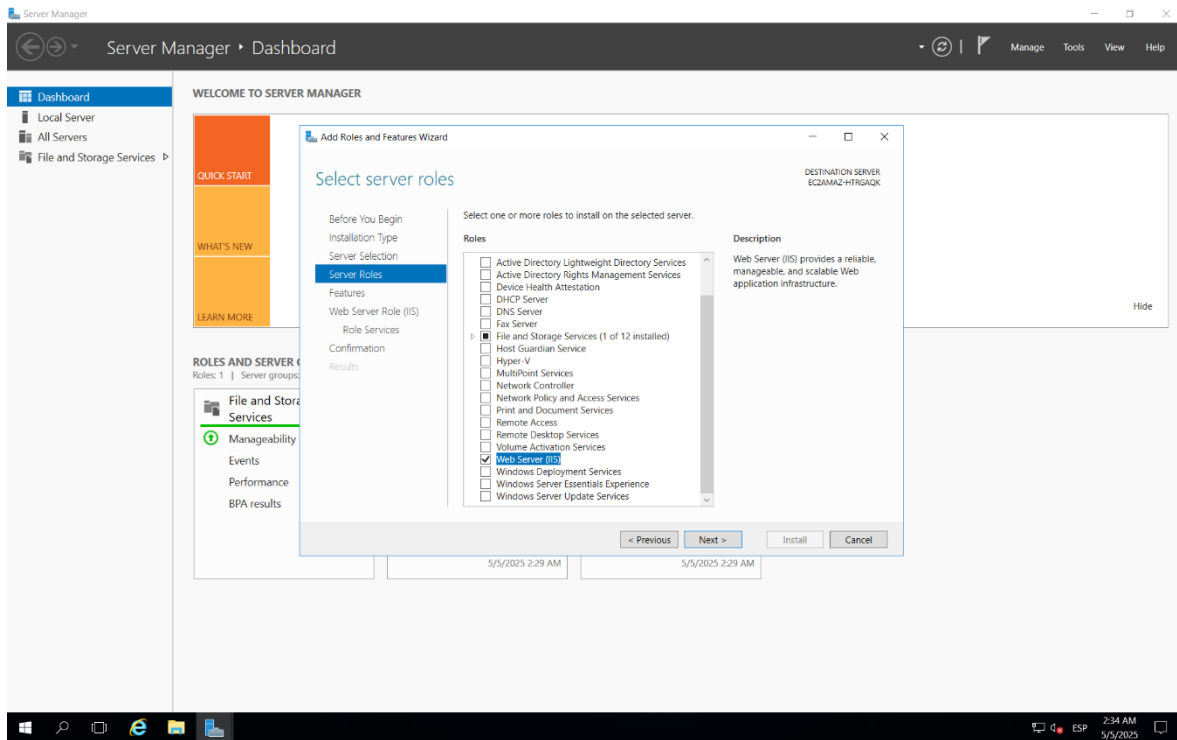 Server Manager
Server Manager • Dashboard
Manage Tools View Help
Dashboard
Local Server
All Servers
File and Storage Services
WELCOME TO SERVER MANAGER
QUICK START
WHAT'S NEW
LEARN MORE
Hide
ROLES AND SERVER
Roles: 1 | Server groups:
File and Stora
Services
Manageability
Events
Performance
BPA results
5/5/2025 2:29 AM
5/5/2025 2:29 AM
Add Roles and Features Wizard
Select server roles
DESTINATION SERVER
EC2AMAZ-HTRGAQK
Before You Begin
Installation Type
Server Selection
Server Roles
Features
Web Server Role (IIS)
Role Services
Confirmation
Results
Select one or more roles to install on the selected server.
Roles
Active Directory Lightweight Directory Services
Active Directory Rights Management Services
Device Health Attestation
DHCP Server
DNS Server
Fax Server
File and Storage Services (1 of 12 installed)
Host Guardian Service
Hyper-V
MultiPoint Services
Network Controller
Network Policy and Access Services
Print and Document Services
Remote Access
Remote Desktop Services
Volume Activation Services
Web Server (IIS)
Windows Deployment Services
Windows Server Essentials Experience
Windows Server Update Services
Description
Web Server (IIS) provides a reliable,
manageable, and scalable Web
application infrastructure.
< Previous
Next >
Install
Cancel
ESP
2:34 AM
5/5/2025